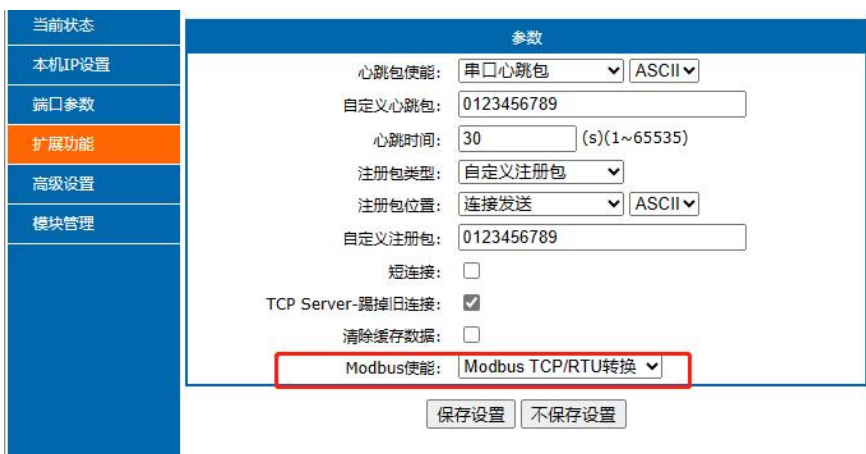 当前状态
本机IP设置
端口参数
扩展功能
高级设置
模块管理
参数
心跳包使能: 串口心跳包 ASCII
自定义心跳包: 0123456789
心跳时间: 30 (s)(1~65535)
注册包类型: 自定义注册包
注册包位置: 连接发送 ASCII
自定义注册包: 0123456789
短连接:
TCP Server-踢掉旧连接:
清除缓存数据:
Modbus使能: Modbus TCP/RTU转换
保存设置 不保存设置